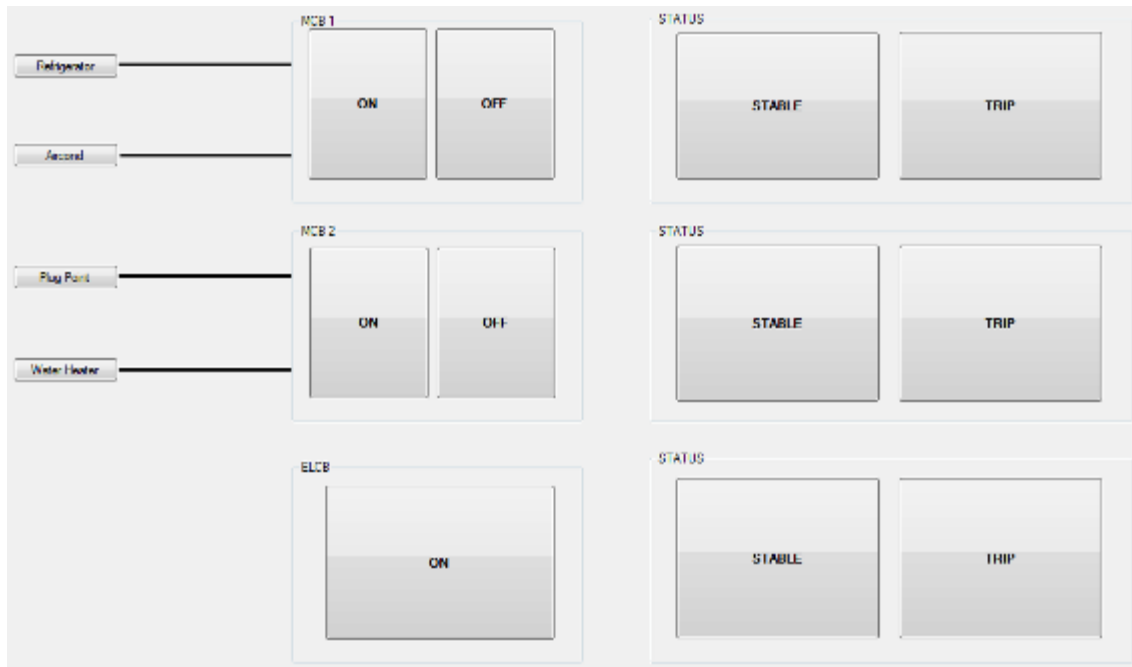 MCB 1
STATUS
Refrigerator
ON
OFF
STABLE
TRIP
Aircond
MCB 2
STATUS
Plug Point
ON
OFF
STABLE
TRIP
Water Heater
ELCB
STATUS
ON
STABLE
TRIP